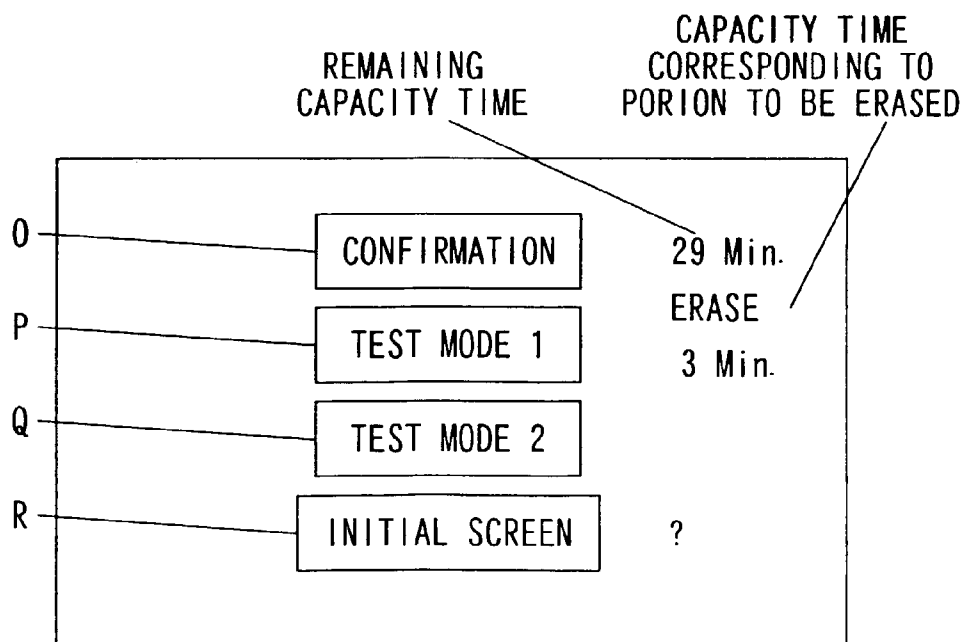 REMAINING
CAPACITY TIME
CAPACITY TIME
CORRESPONDING TO
PORION TO BE ERASED
O
CONFIRMATION
29 Min.
ERASE
P
TEST MODE 1
3 Min.
Q
TEST MODE 2
R
INITIAL SCREEN
?